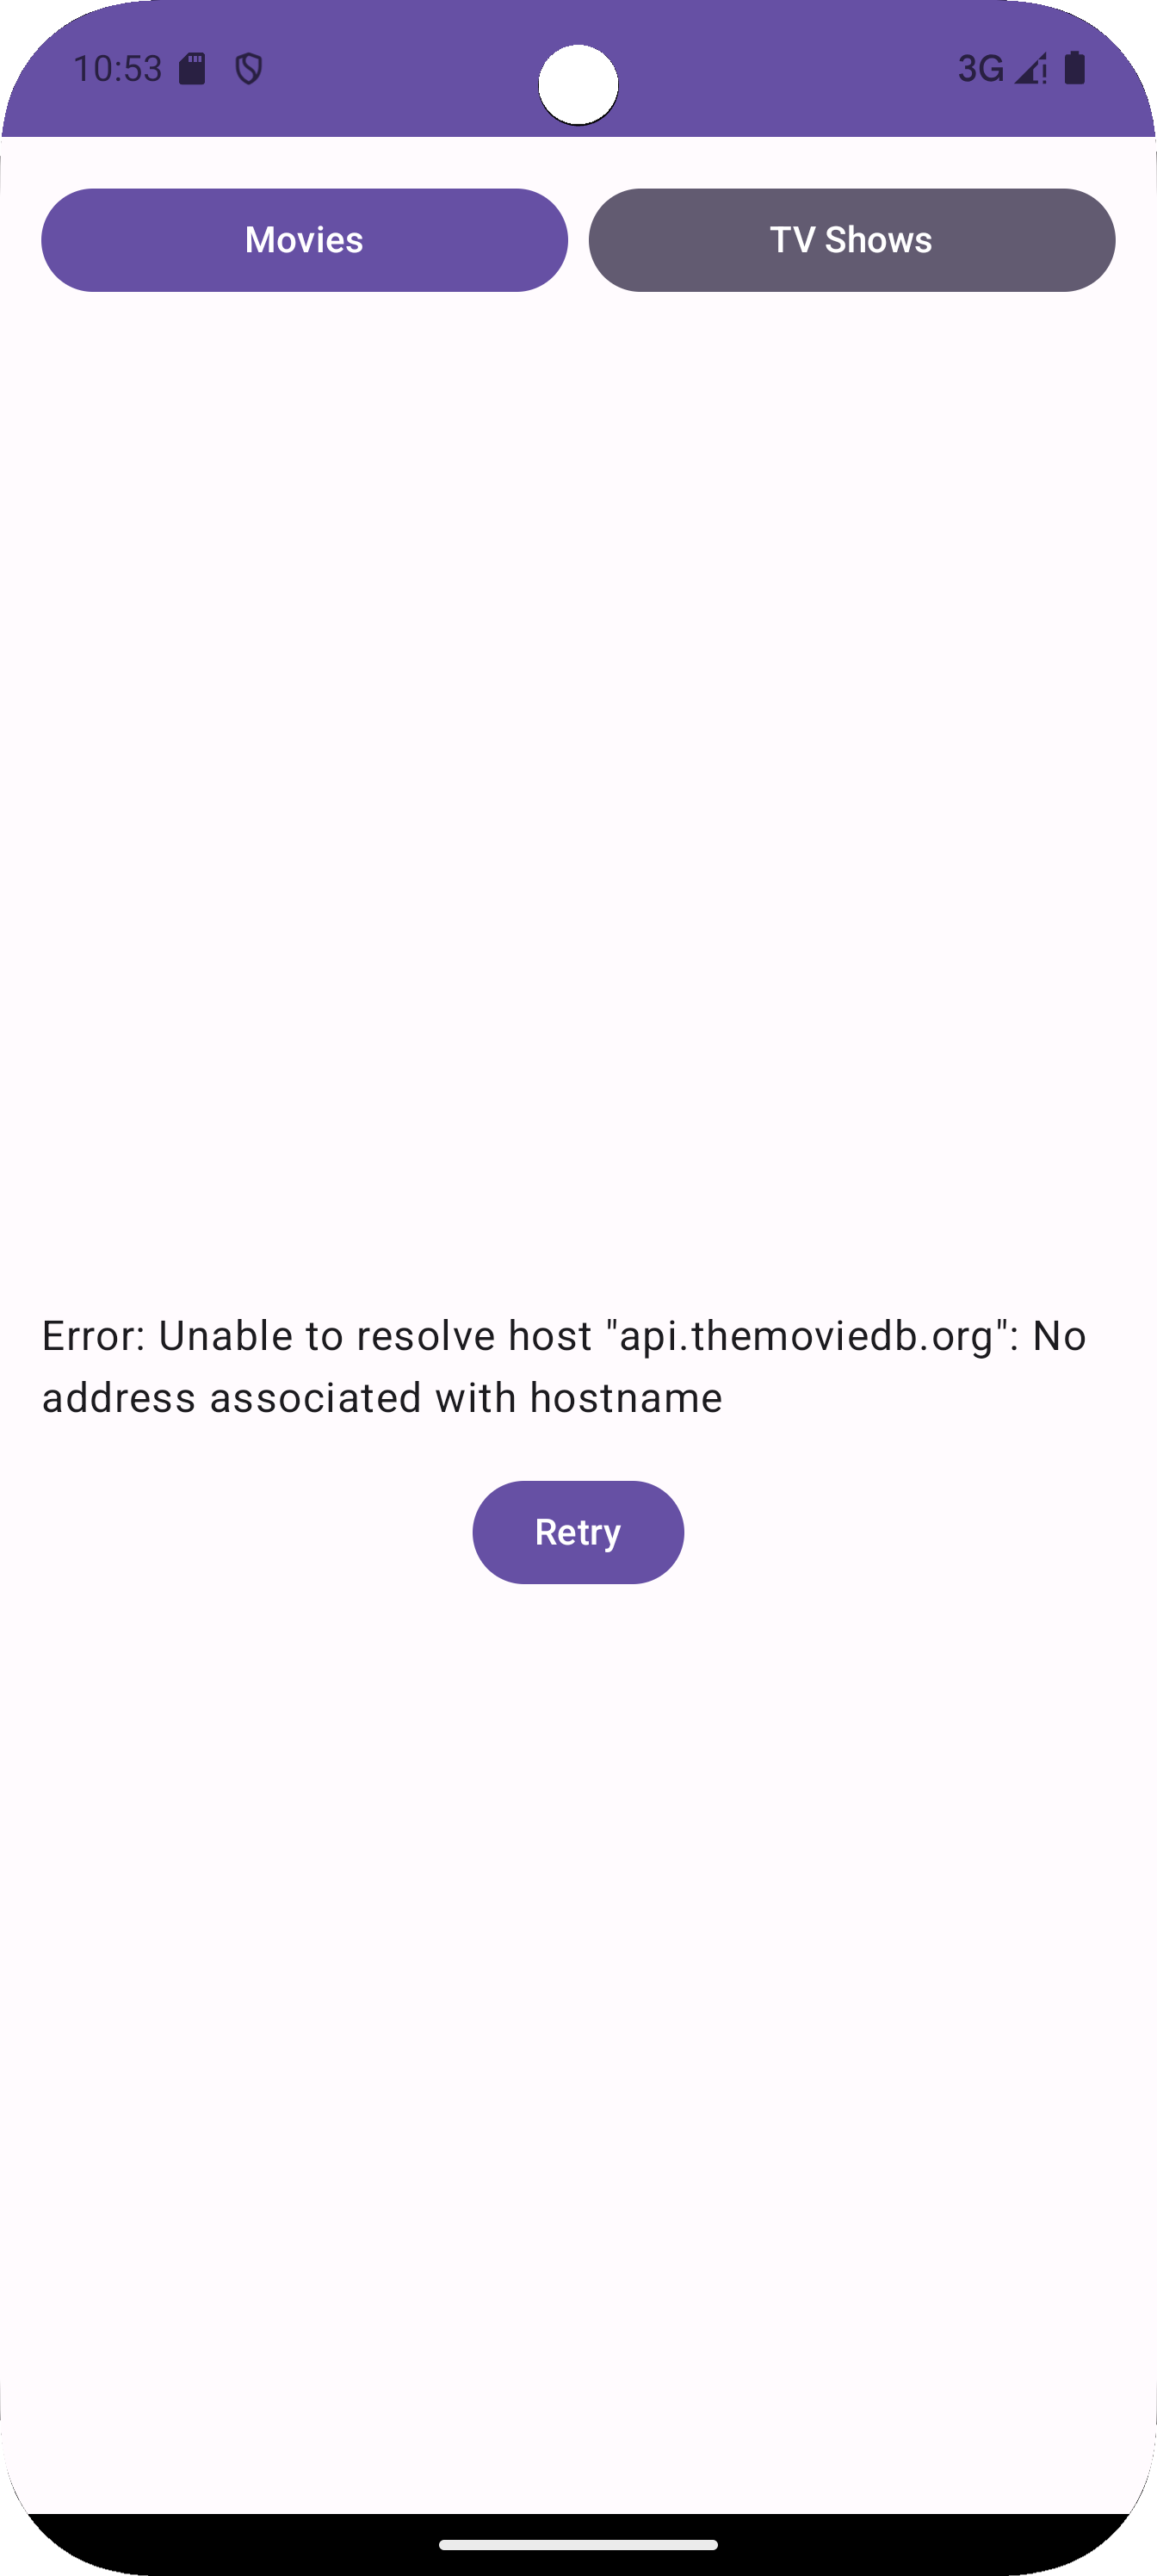 10:53
3G
Movies
TV Shows
Error: Unable to resolve host "api.themoviedb.org": No
address associated with hostname
Retry